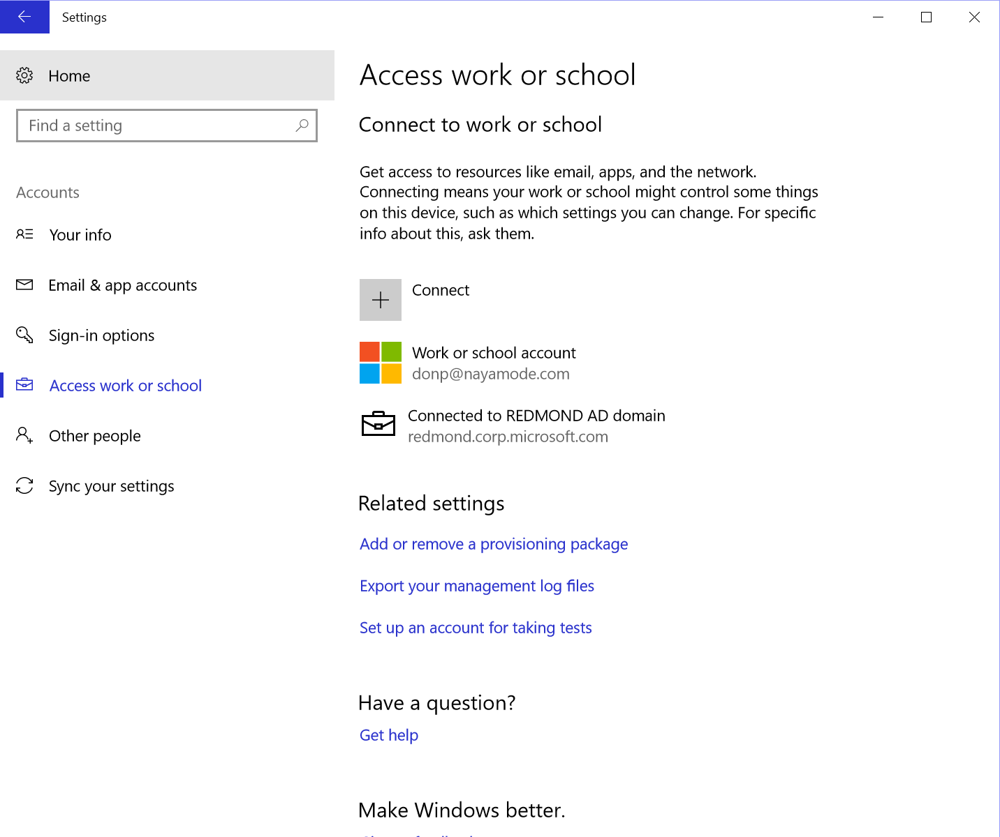 Settings
Home
Find a setting
Accounts
Your info
Email & app accounts
Sign-in options
Access work or school
Other people
Sync your settings
Access work or school
Connect to work or school
Get access to resources like email, apps, and the network.
Connecting means your work or school might control some things
on this device, such as which settings you can change. For specific
info about this, ask them.
Connect
Work or school account
donp@nayamode.com
Connected to REDMOND AD domain
redmond.corp.microsoft.com
Related settings
Add or remove a provisioning package
Export your management log files
Set up an account for taking tests
Have a question?
Get help
Make Windows better.